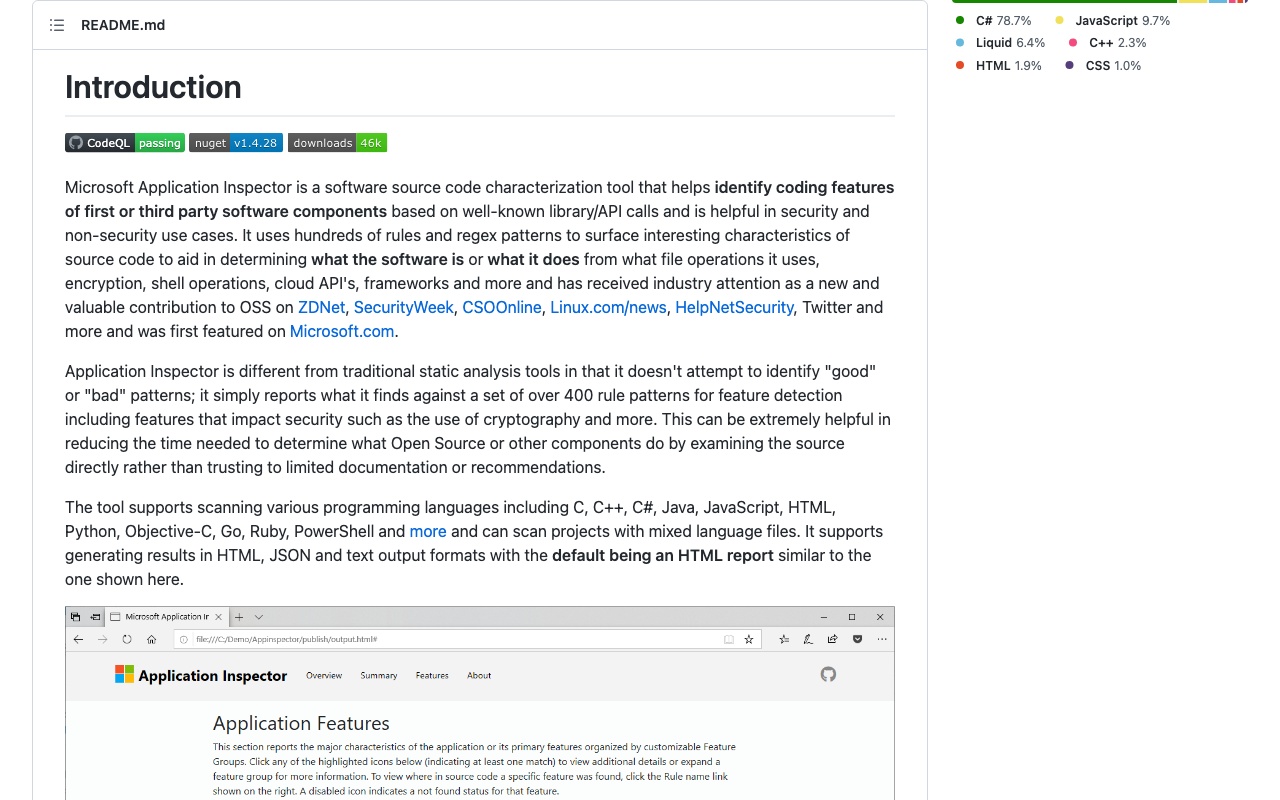 README.md
Introduction
CodeQL passing nuget v1.4.28 downloads 46k
Microsoft Application Inspector is a software source code characterization tool that helps identify coding features
of first or third party software components based on well-known library/API calls and is helpful in security and
non-security use cases. It uses hundreds of rules and regex patterns to surface interesting characteristics of
source code to aid in determining what the software is or what it does from what file operations it uses,
encryption, shell operations, cloud API's, frameworks and more and has received industry attention as a new and
valuable contribution to OSS on ZDNet, SecurityWeek, CSOOnline, Linux.com/news, HelpNetSecurity, Twitter and
more and was first featured on Microsoft.com.
Application Inspector is different from traditional static analysis tools in that it doesn't attempt to identify "good"
or "bad" patterns; it simply reports what it finds against a set of over 400 rule patterns for feature detection
including features that impact security such as the use of cryptography and more. This can be extremely helpful in
reducing the time needed to determine what Open Source or other components do by examining the source
directly rather than trusting to limited documentation or recommendations.
The tool supports scanning various programming languages including C, C++, C#, Java, JavaScript, HTML,
Python, Objective-C, Go, Ruby, PowerShell and more and can scan projects with mixed language files. It supports
generating results in HTML, JSON and text output formats with the default being an HTML report similar to the
one shown here.
Microsoft Application Ir
file:///C:/Demo/Appinspector/publish/output.html#
Application Inspector Overview Summary Features About
Application Features
This section reports the major characteristics of the application or its primary features organized by customizable Feature
Groups. Click any of the highlighted icons below (indicating at least one match) to view additional details or expand a
feature group for more information. To view where in source code a specific feature was found, click the Rule name link
shown on the right. A disabled icon indicates a not found status for that feature.
C# 78.7% JavaScript 9.7%
Liquid 6.4% C++ 2.3%
HTML 1.9% CSS 1.0%